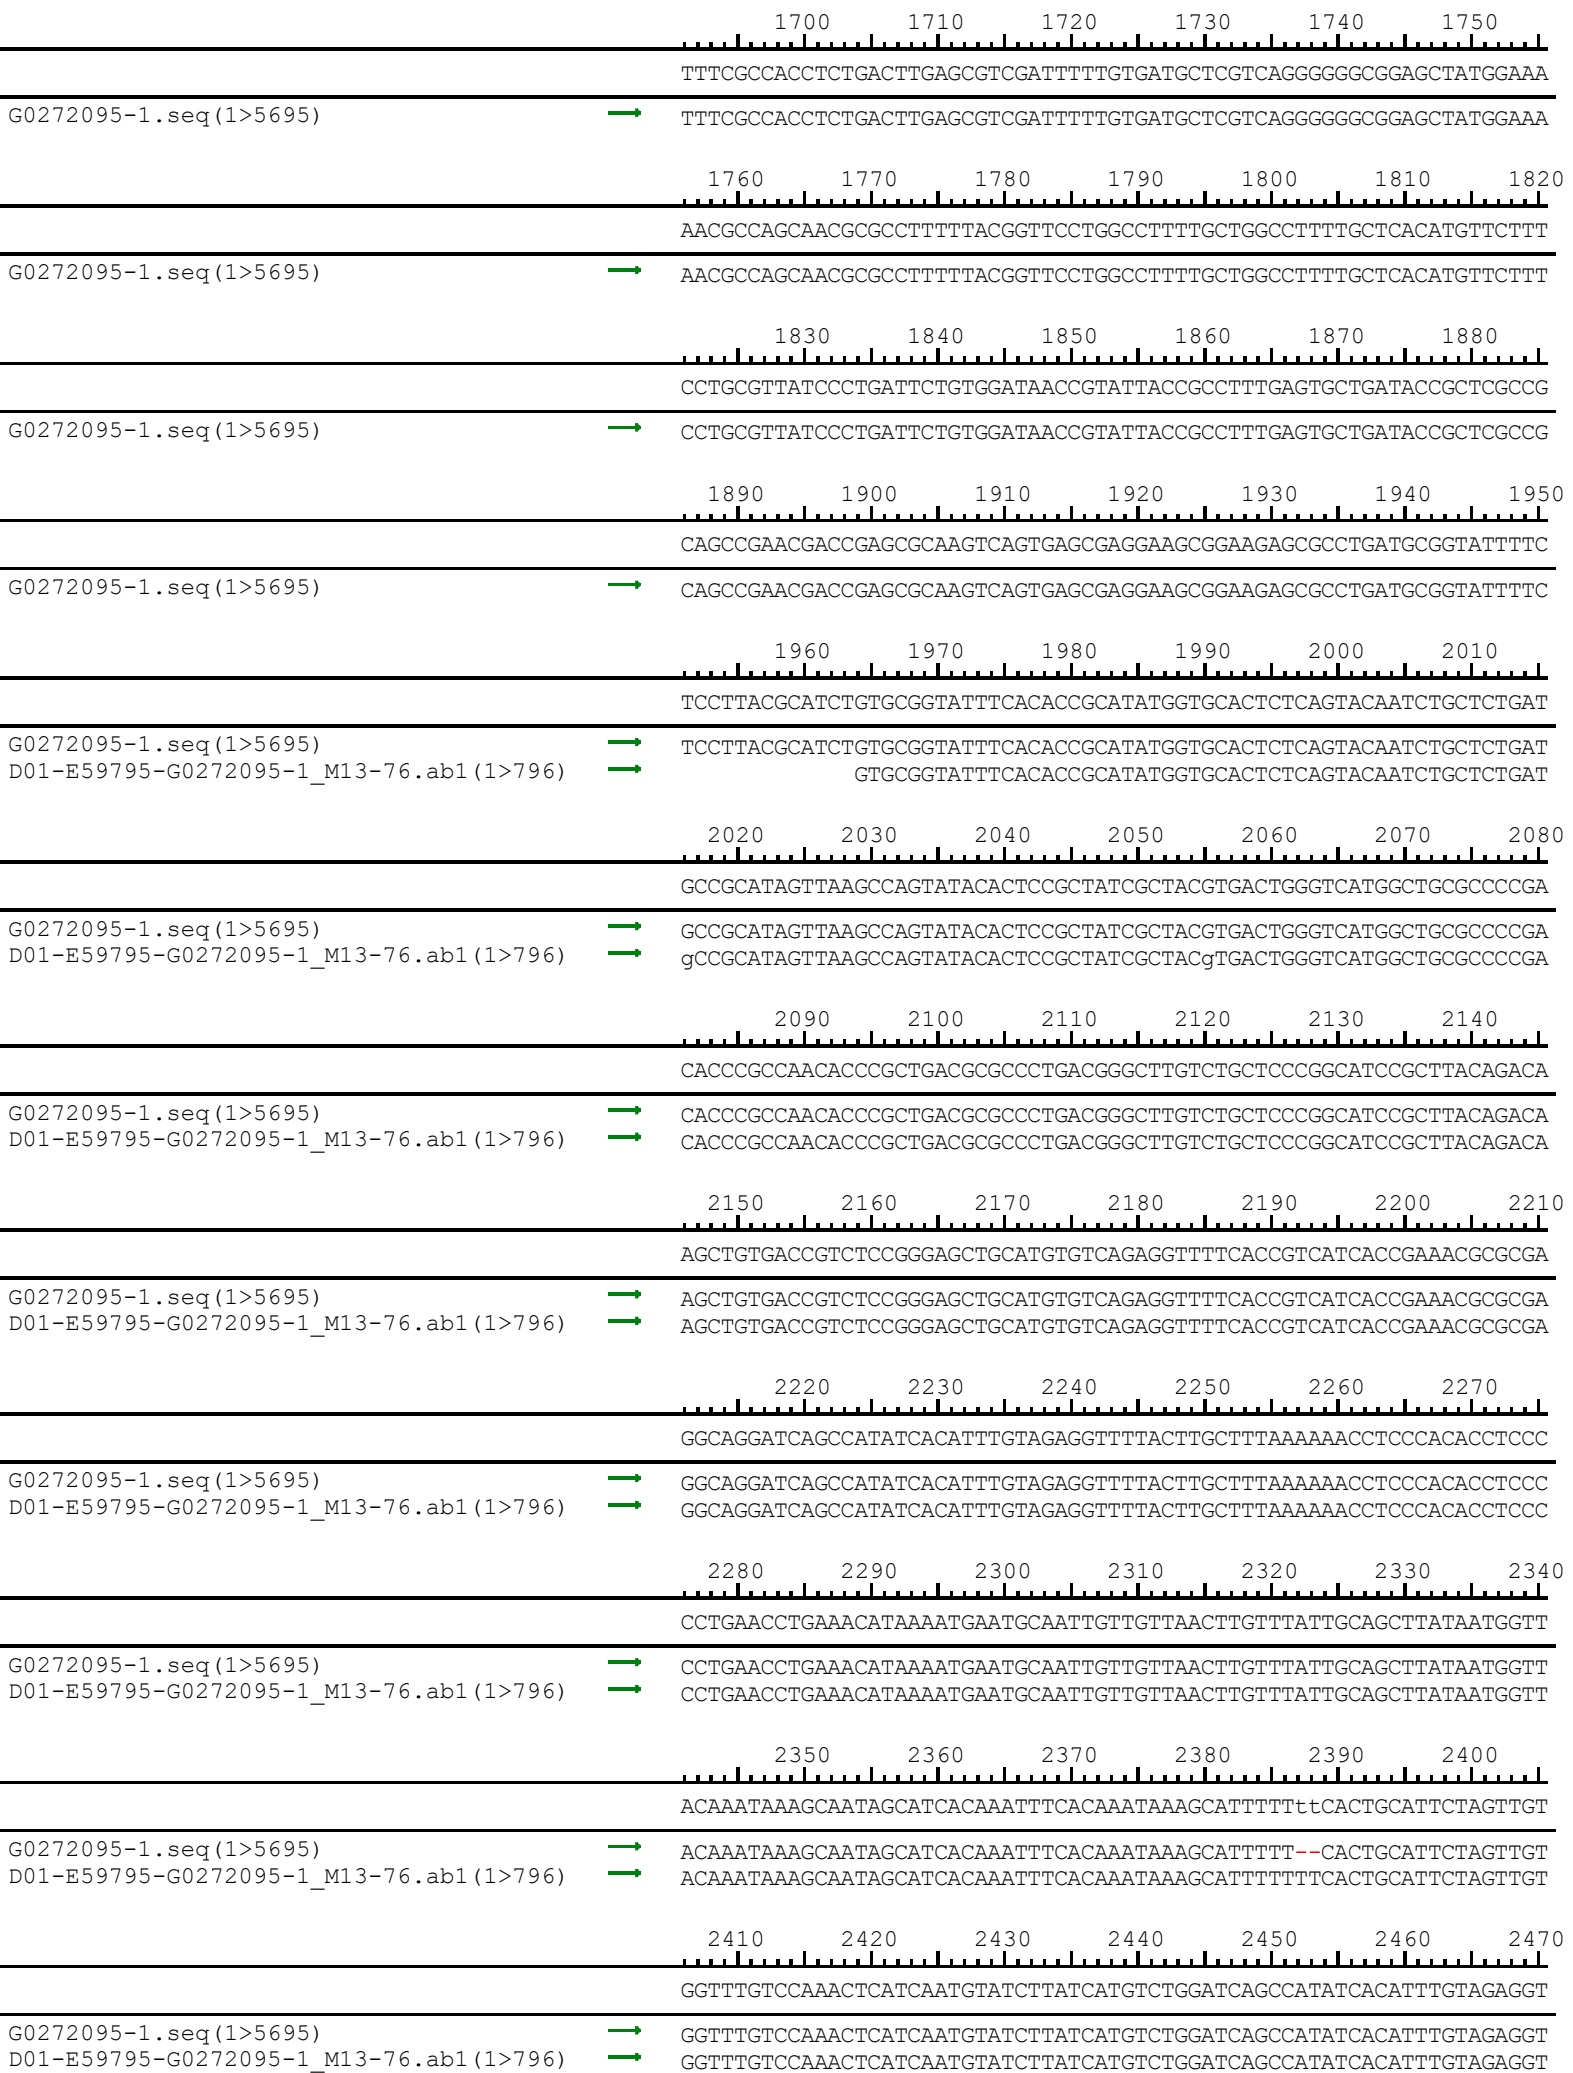 1700 1710 1720 1730 1740 1750
TTTCGCCACCTCTGACTTGAGCGTCGATTTTTGTGATGCTCGTCAGGGGGGCGGAGCTATGGAAA
G0272095-1.seq(1>5695) TTTCGCCACCTCTGACTTGAGCGTCGATTTTTGTGATGCTCGTCAGGGGGGCGGAGCTATGGAAA
1760 1770 1780 1790 1800 1810 1820
AACGCCAGCAACGCGCCTTTTTACGGTTCCTGGCCTTTTGCTGGCCTTTTGCTCACATGTTCTTT
G0272095-1.seq(1>5695) AACGCCAGCAACGCGCCTTTTTACGGTTCCTGGCCTTTTGCTGGCCTTTTGCTCACATGTTCTTT
1830 1840 1850 1860 1870 1880
CCTGCGTTATCCCCTGATTCTGTGGATAACCGTATTACCGCCTTTGAGTGCTGATACCGCTCGCCG
G0272095-1.seq(1>5695) CCTGCGTTATCCCCTGATTCTGTGGATAACCGTATTACCGCCTTTGAGTGCTGATACCGCTCGCCG
1890 1900 1910 1920 1930 1940 1950
CAGCCGAACGACCGAGCGCAAGTCAGTGAGCGAGGAAGCGGAAGAGCGCCTGATGCGGTATTTTC
G0272095-1.seq(1>5695) CAGCCGAACGACCGAGCGCAAGTCAGTGAGCGAGGAAGCGGAAGAGCGCCTGATGCGGTATTTTC
1960 1970 1980 1990 2000 2010
TCCTTACGCATCTGTGCGGTATTTCACACCGCATATGGTGCACTCTCAGTACAATCTGCTCTGAT
G0272095-1.seq(1>5695) TCCTTACGCATCTGTGCGGTATTTCACACCGCATATGGTGCACTCTCAGTACAATCTGCTCTGAT
D01-E59795-G0272095-1_M13-76.ab1(1>796) GTGCGGTATTTCACACCGCATATGGTGCACTCTCAGTACAATCTGCTCTGAT
2020 2030 2040 2050 2060 2070 2080
GCCGCATAGTTAAGCCAGTATACACTCCGCTATCGCTACGTGACTGGGTCATGGCTGCGCCCCGA
G0272095-1.seq(1>5695) GCCGCATAGTTAAGCCAGTATACACTCCGCTATCGCTACGTGACTGGGTCATGGCTGCGCCCCGA
D01-E59795-G0272095-1_M13-76.ab1(1>796) gCCGCATAGTTAAGCCAGTATACACTCCGCTATCGCTACgTGACTGGGTCATGGCTGCGCCCCGA
2090 2100 2110 2120 2130 2140
CACCCGCCAACACCCGCTGACGCGCCCTGACGGGCTTGTCTGCTCCCGGCATCCGCTTACAGACA
G0272095-1.seq(1>5695) CACCCGCCAACACCCGCTGACGCGCCCTGACGGGCTTGTCTGCTCCCGGCATCCGCTTACAGACA
D01-E59795-G0272095-1_M13-76.ab1(1>796) CACCCGCCAACACCCGCTGACGCGCCCTGACGGGCTTGTCTGCTCCCGGCATCCGCTTACAGACA
2150 2160 2170 2180 2190 2200 2210
AGCTGTGACCGTCTCCGGGAGCTGCATGTGTCAGAGGTTTTCACCGTCATCACCGAAACGCGCGA
G0272095-1.seq(1>5695) AGCTGTGACCGTCTCCGGGAGCTGCATGTGTCAGAGGTTTTCACCGTCATCACCGAAACGCGCGA
D01-E59795-G0272095-1_M13-76.ab1(1>796) AGCTGTGACCGTCTCCGGGAGCTGCATGTGTCAGAGGTTTTCACCGTCATCACCGAAACGCGCGA
2220 2230 2240 2250 2260 2270
GGCAGGATCAGCCATATCACATTTGTAGAGGTTTTACTTGCTTTAAAAAACCTCCCACACCTCCC
G0272095-1.seq(1>5695) GGCAGGATCAGCCATATCACATTTGTAGAGGTTTTACTTGCTTTAAAAAACCTCCCACACCTCCC
D01-E59795-G0272095-1_M13-76.ab1(1>796) GGCAGGATCAGCCATATCACATTTGTAGAGGTTTTACTTGCTTTAAAAAACCTCCCACACCTCCC
2280 2290 2300 2310 2320 2330 2340
CCTGAACCTGAAACATAAAATGAATGCAATTGTTGTTAACTTGTTTATTGCAGCTTATAATGGTT
G0272095-1.seq(1>5695) CCTGAACCTGAAACATAAAATGAATGCAATTGTTGTTAACTTGTTTATTGCAGCTTATAATGGTT
D01-E59795-G0272095-1_M13-76.ab1(1>796) CCTGAACCTGAAACATAAAATGAATGCAATTGTTGTTAACTTGTTTATTGCAGCTTATAATGGTT
2350 2360 2370 2380 2390 2400
ACAAATAAAGCAATAGCATCACAAATTTCACAAATAAAGCATTTTTttCACTGCATTCTAGTTGT
G0272095-1.seq(1>5695) ACAAATAAAGCAATAGCATCACAAATTTCACAAATAAAGCATTTTT--CACTGCATTCTAGTTGT
D01-E59795-G0272095-1_M13-76.ab1(1>796) ACAAATAAAGCAATAGCATCACAAATTTCACAAATAAAGCATTTTTTTCACTGCATTCTAGTTGT
2410 2420 2430 2440 2450 2460 2470
GGTTTGTCCAAACTCATCAATGTATCTTATCATGTCTGGATCAGCCATATCACATTTGTAGAGGT
G0272095-1.seq(1>5695) GGTTTGTCCAAACTCATCAATGTATCTTATCATGTCTGGATCAGCCATATCACATTTGTAGAGGT
D01-E59795-G0272095-1_M13-76.ab1(1>796) GGTTTGTCCAAACTCATCAATGTATCTTATCATGTCTGGATCAGCCATATCACATTTGTAGAGGT